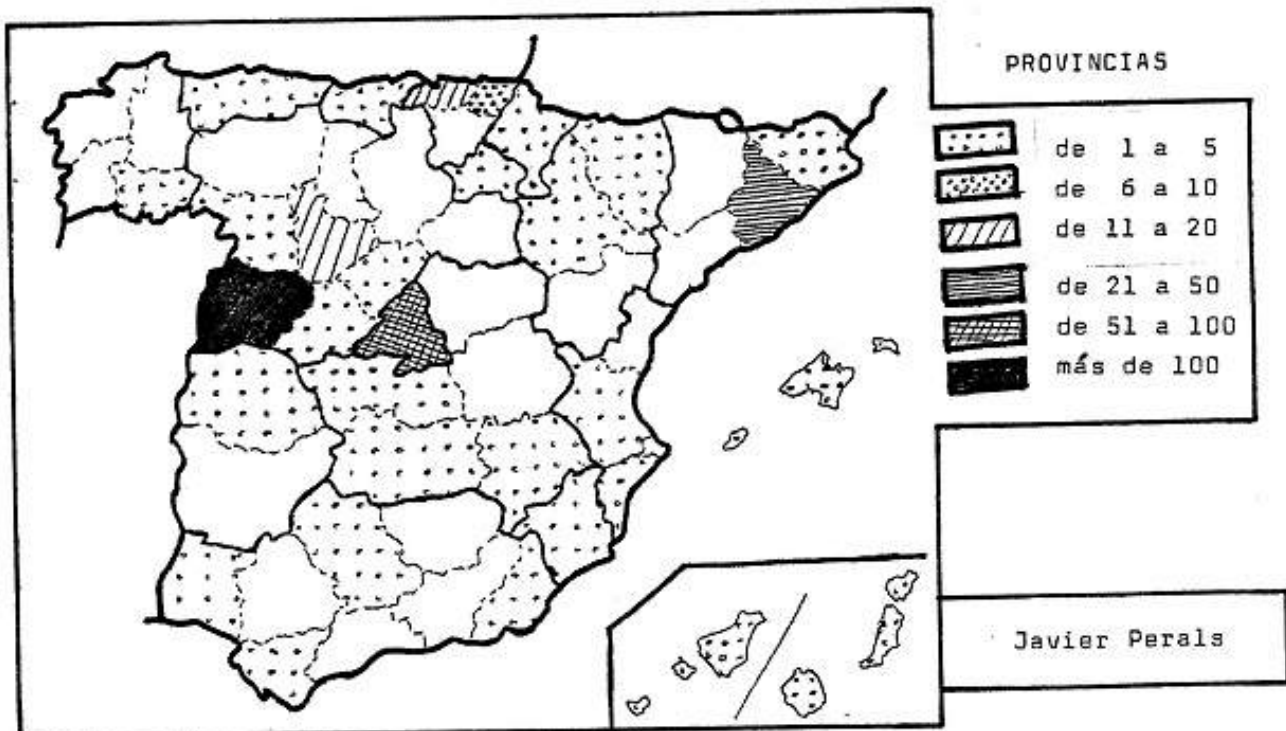 PROVINCIAS
de 1 a 5
de 6 a 10
de 11 a 20
de 21 a 50
de 51 a 100
más de 100
Javier Perals